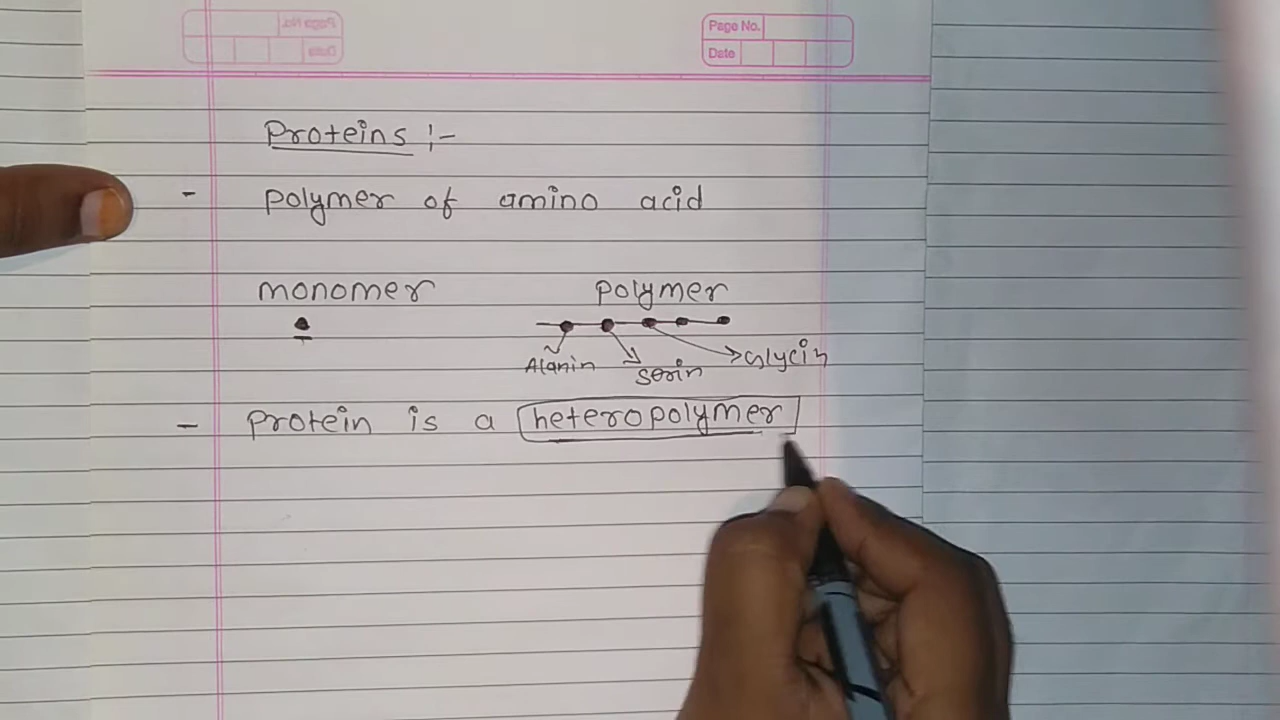 Page No.
Date
Proteins :-
- polymer of amino acid
monomer polymer
Alanin serin Glycin
- protein is a heteropolymer